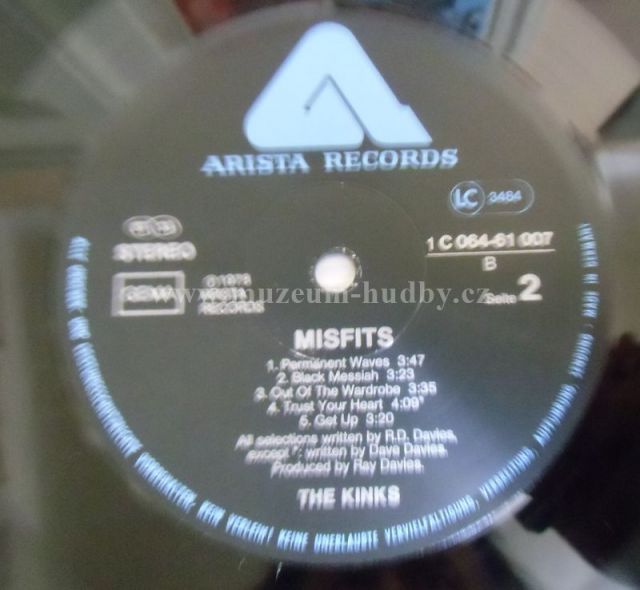 ARISTA RECORDS
LC 3484
STEREO
1 C 064-61 007
B
GEMA
℗ 1978
ARISTA
RECORDS
Seite 2
www.muzeum-hudby.cz
MISFITS
1. Permanent Waves 3:47
2. Black Messiah 3:23
3. Out Of The Wardrobe 3:35
4. Trust Your Heart 4:09*
5. Get Up 3:20
All selections written by R.D. Davies,
except *: written by Dave Davies.
Produced by Ray Davies.
THE KINKS
KEIN VERLEIH! KEINE UNERLAUBTE VERVIELFÄLTIGUNG, VERMIETUNG, AUFFÜHRUNG, SENDUNG!